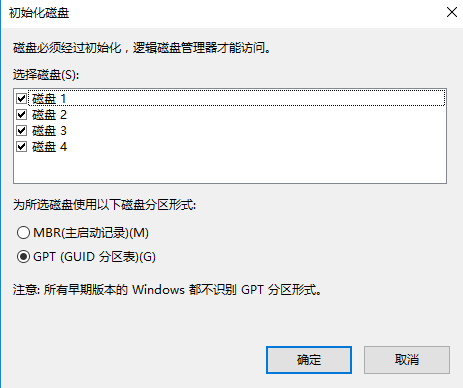 初始化磁盘
磁盘必须经过初始化，逻辑磁盘管理器才能访问。
选择磁盘(S):
磁盘 1
磁盘 2
磁盘 3
磁盘 4
为所选磁盘使用以下磁盘分区形式:
MBR(主启动记录)(M)
GPT (GUID 分区表)(G)
注意: 所有早期版本的 Windows 都不识别 GPT 分区形式。
确定
取消